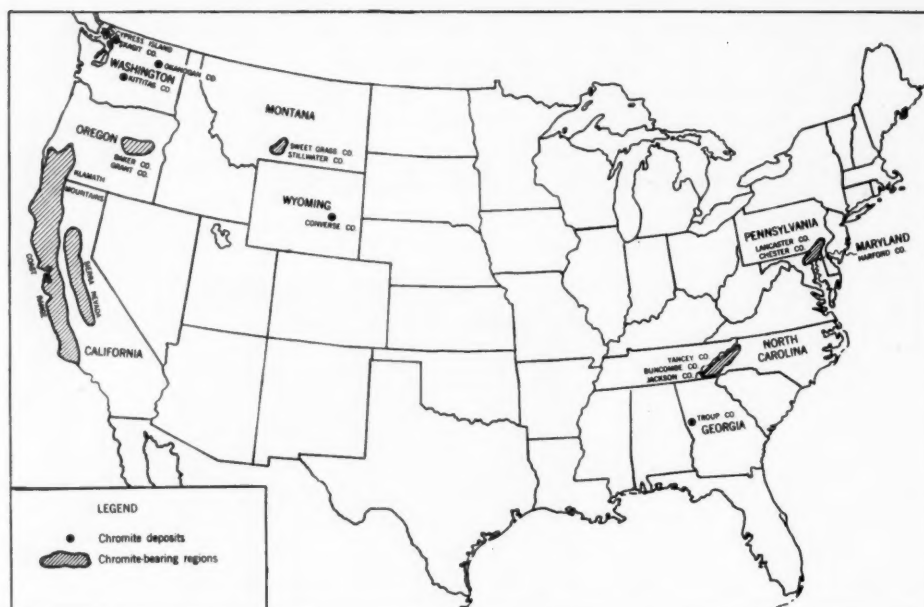 CYPRESS ISLAND
SKAGIT CO.
OKANOGAN CO.
WASHINGTON
KITTITAS CO.
MONTANA
SWEET GRASS CO.
STILLWATER CO.
OREGON
BAKER CO.
GRANT CO.
KLAMATH
MOUNTAINS
WYOMING
CONVERSE CO.
PENNSYLVANIA
LANCASTER CO.
CHESTER CO.
MARYLAND
HARFORD CO.
COAST
RANGE
SIERRA NEVADA
CALIFORNIA
YANCEY CO.
BUNCOMBE CO.
JACKSON CO.
NORTH
CAROLINA
TROUP CO.
GEORGIA
LEGEND
Chromite deposits
Chromite-bearing regions